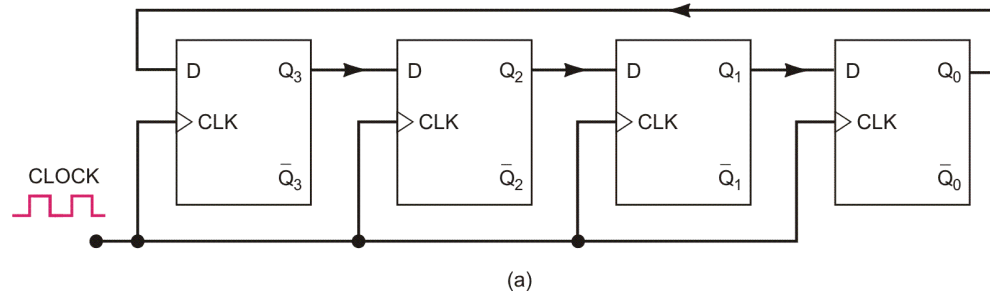 D Q3 D Q2 D Q1 D Q0
CLK CLK CLK CLK
Q̅3 Q̅2 Q̅1 Q̅0
CLOCK
(a)